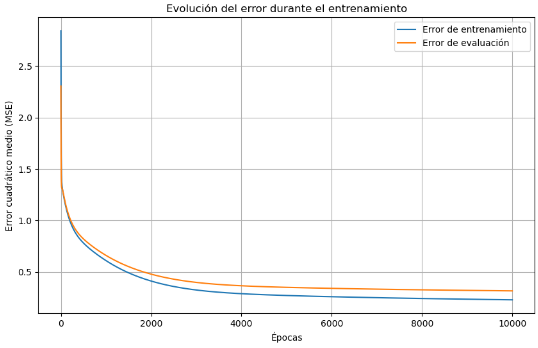 Evolución del error durante el entrenamiento
Error de entrenamiento
Error de evaluación
Error cuadrático medio (MSE)
2.5
2.0
1.5
1.0
0.5
0
2000
4000
6000
8000
10000
Épocas